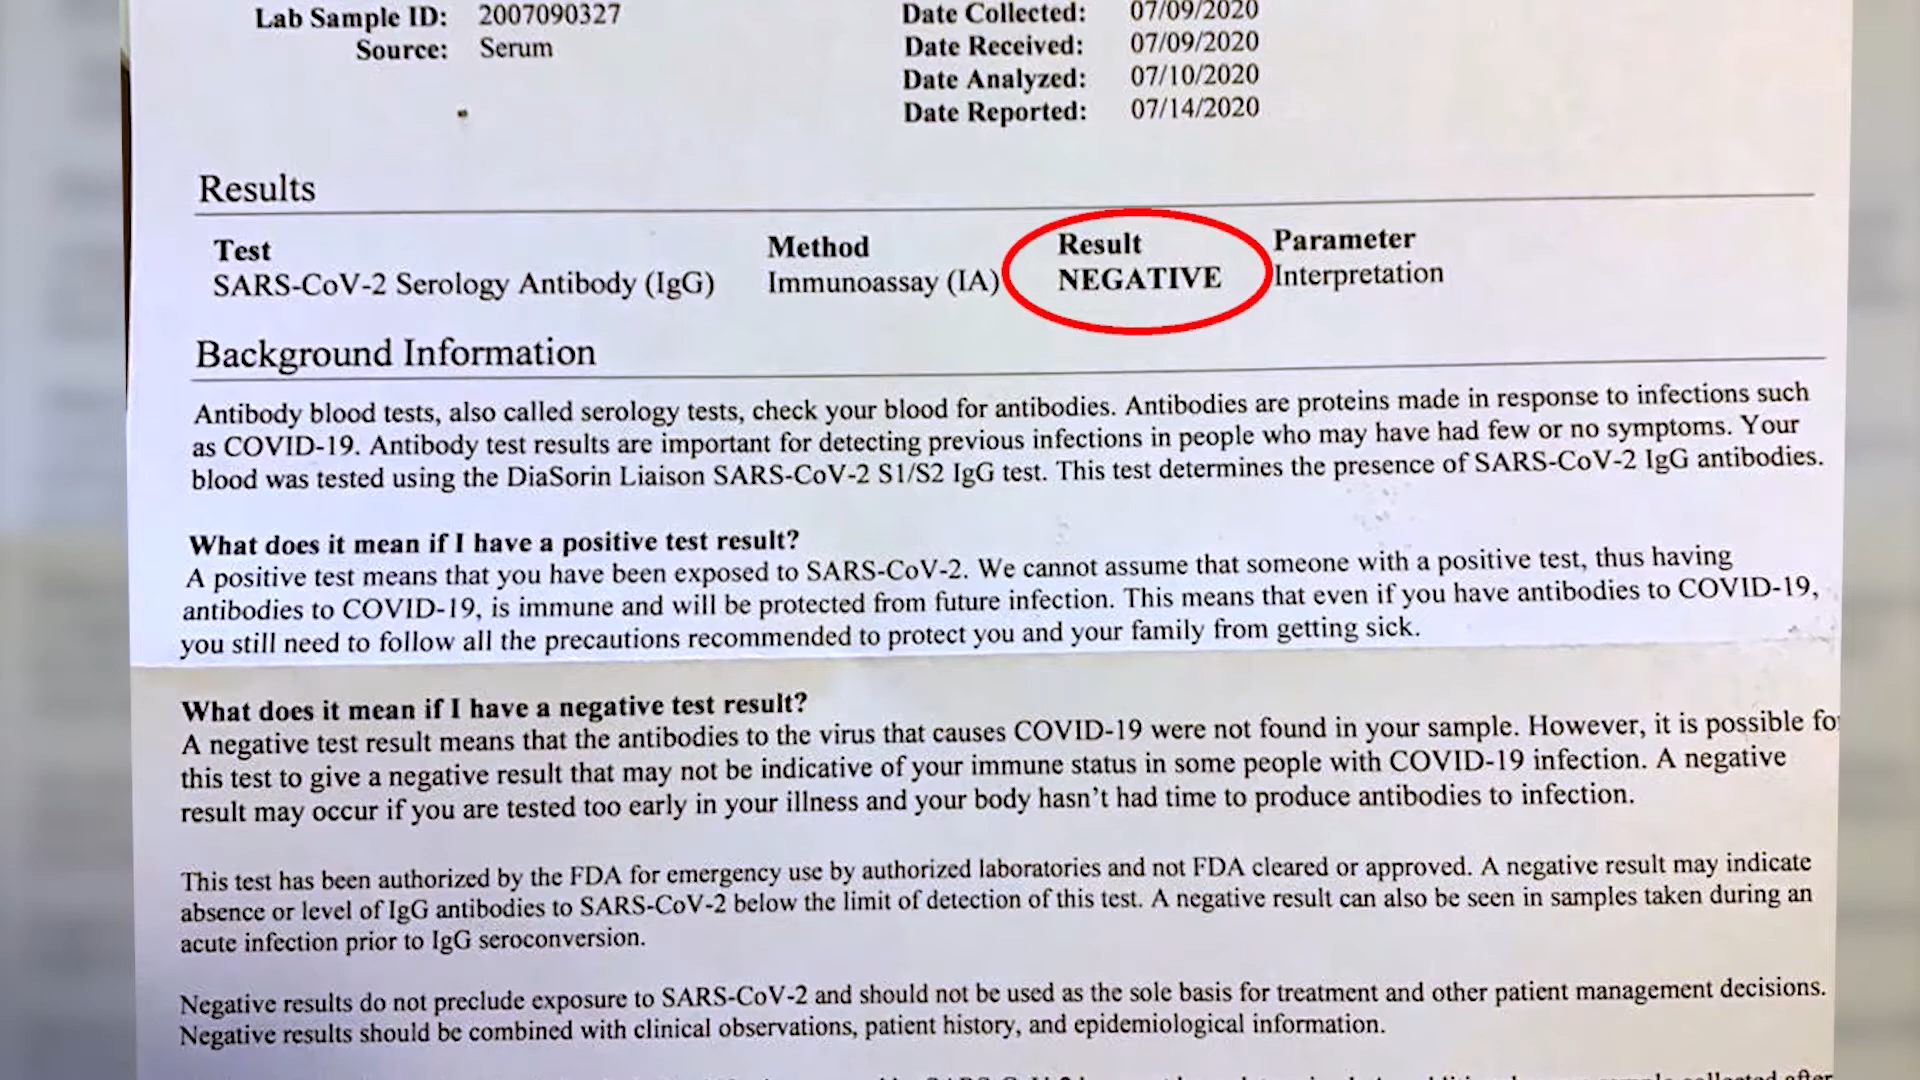 Lab Sample ID: 2007090327 Date Collected: 07/09/2020
Source: Serum Date Received: 07/09/2020
Date Analyzed: 07/10/2020
Date Reported: 07/14/2020
Results
Test Method Result Parameter
SARS-CoV-2 Serology Antibody (IgG) Immunoassay (IA) NEGATIVE Interpretation
Background Information
Antibody blood tests, also called serology tests, check your blood for antibodies. Antibodies are proteins made in response to infections such
as COVID-19. Antibody test results are important for detecting previous infections in people who may have had few or no symptoms. Your
blood was tested using the DiaSorin Liaison SARS-CoV-2 S1/S2 IgG test. This test determines the presence of SARS-CoV-2 IgG antibodies.
What does it mean if I have a positive test result?
A positive test means that you have been exposed to SARS-CoV-2. We cannot assume that someone with a positive test, thus having
antibodies to COVID-19, is immune and will be protected from future infection. This means that even if you have antibodies to COVID-19,
you still need to follow all the precautions recommended to protect you and your family from getting sick.
What does it mean if I have a negative test result?
A negative test result means that the antibodies to the virus that causes COVID-19 were not found in your sample. However, it is possible for
this test to give a negative result that may not be indicative of your immune status in some people with COVID-19 infection. A negative
result may occur if you are tested too early in your illness and your body hasn't had time to produce antibodies to infection.
This test has been authorized by the FDA for emergency use by authorized laboratories and not FDA cleared or approved. A negative result may indicate
absence or level of IgG antibodies to SARS-CoV-2 below the limit of detection of this test. A negative result can also be seen in samples taken during an
acute infection prior to IgG seroconversion.
Negative results do not preclude exposure to SARS-CoV-2 and should not be used as the sole basis for treatment and other patient management decisions.
Negative results should be combined with clinical observations, patient history, and epidemiological information.